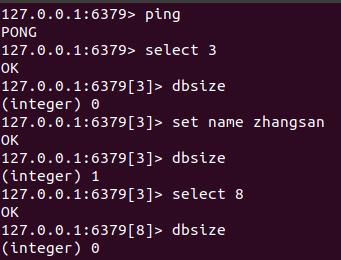 127.0.0.1:6379> ping
PONG
127.0.0.1:6379> select 3
OK
127.0.0.1:6379[3]> dbsize
(integer) 0
127.0.0.1:6379[3]> set name zhangsan
OK
127.0.0.1:6379[3]> dbsize
(integer) 1
127.0.0.1:6379[3]> select 8
OK
127.0.0.1:6379[8]> dbsize
(integer) 0